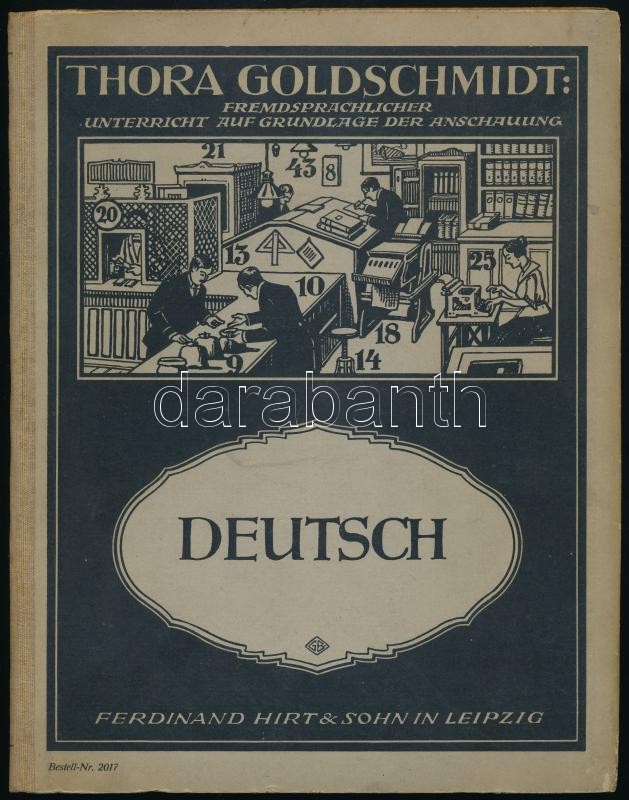 THORA GOLDSCHMIDT:
FREMDSPRACHLICHER
UNTERRICHT AUF GRUNDLAGE DER ANSCHAUUNG
21
43
8
20
13
10
25
18
9
14
darabanth
DEUTSCH
GB
FERDINAND HIRT & SOHN IN LEIPZIG
Bestell-Nr. 2017